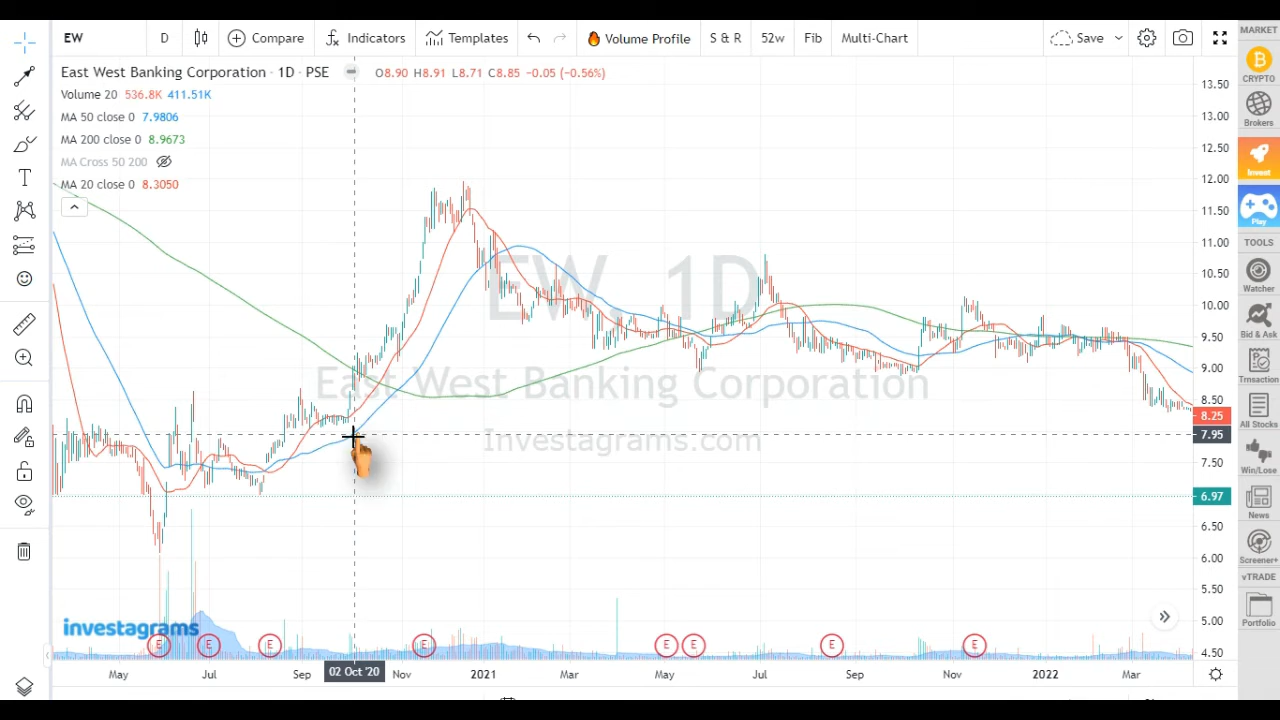 EW D Compare Indicators Templates Volume Profile S & R 52w Fib Multi-Chart Save
East West Banking Corporation · 1D · PSE O8.90 H8.91 L8.71 C8.85 -0.05 (-0.56%)
Volume 20 536.8K 411.51K
MA 50 close 0 7.9806
MA 200 close 0 8.9673
MA Cross 50 200
MA 20 close 0 8.3050
EW, 1D
East West Banking Corporation
Investagrams.com
investagrams
E E E E E E E E
13.50
13.00
12.50
12.00
11.50
11.00
10.50
10.00
9.50
9.00
8.50
8.25
7.95
7.50
6.97
6.50
6.00
5.50
5.00
4.50
May Jul Sep 02 Oct '20 Nov 2021 Mar May Jul Sep Nov 2022 Mar
MARKET
CRYPTO
Brokers
Invest
Play
TOOLS
Watcher
Bid & Ask
Trnsaction
All Stocks
Win/Lose
News
Screener+
vTRADE
Portfolio